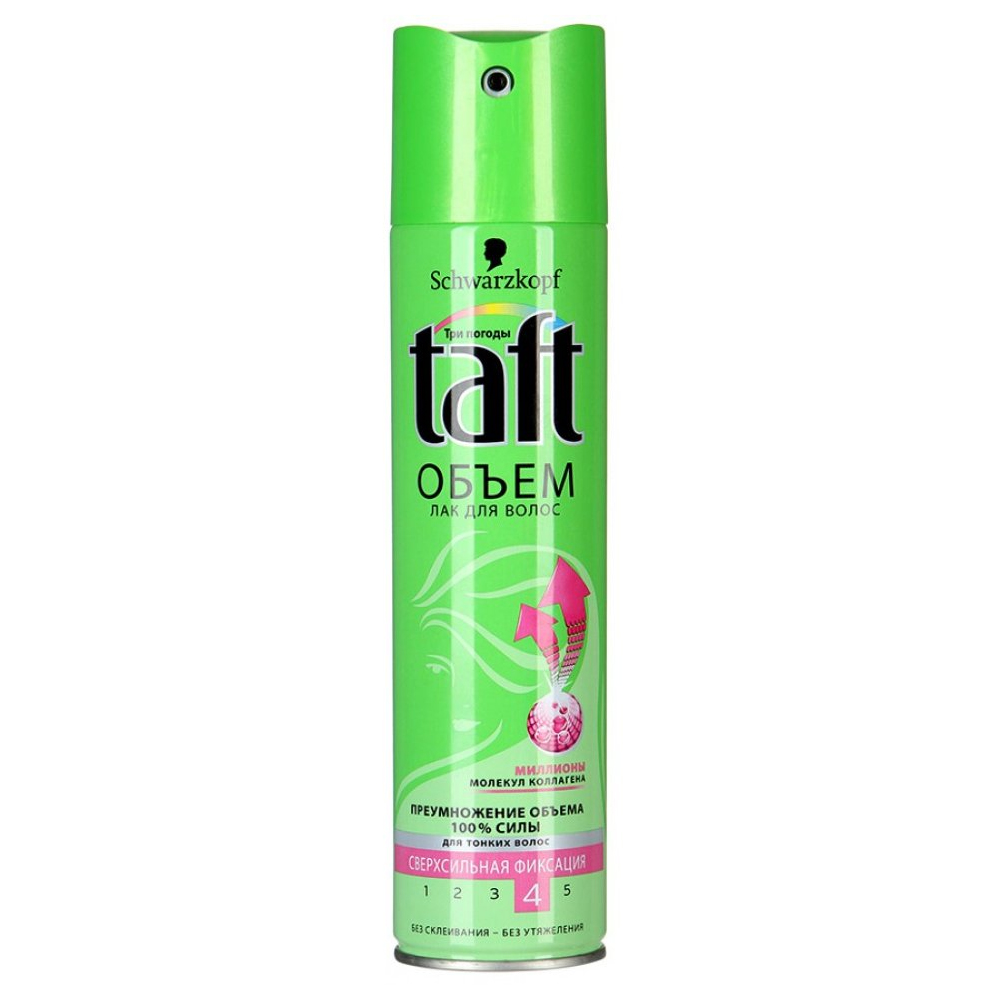 Schwarzkopf
Три погоды
taft
ОБЪЕМ
ЛАК ДЛЯ ВОЛОС
МИЛЛИОНЫ
МОЛЕКУЛ КОЛЛАГЕНА
ПРЕУМНОЖЕНИЕ ОБЪЕМА
100% СИЛЫ
ДЛЯ ТОНКИХ ВОЛОС
СВЕРХСИЛЬНАЯ ФИКСАЦИЯ
1 2 3 4 5
БЕЗ СКЛЕИВАНИЯ – БЕЗ УТЯЖЕЛЕНИЯ